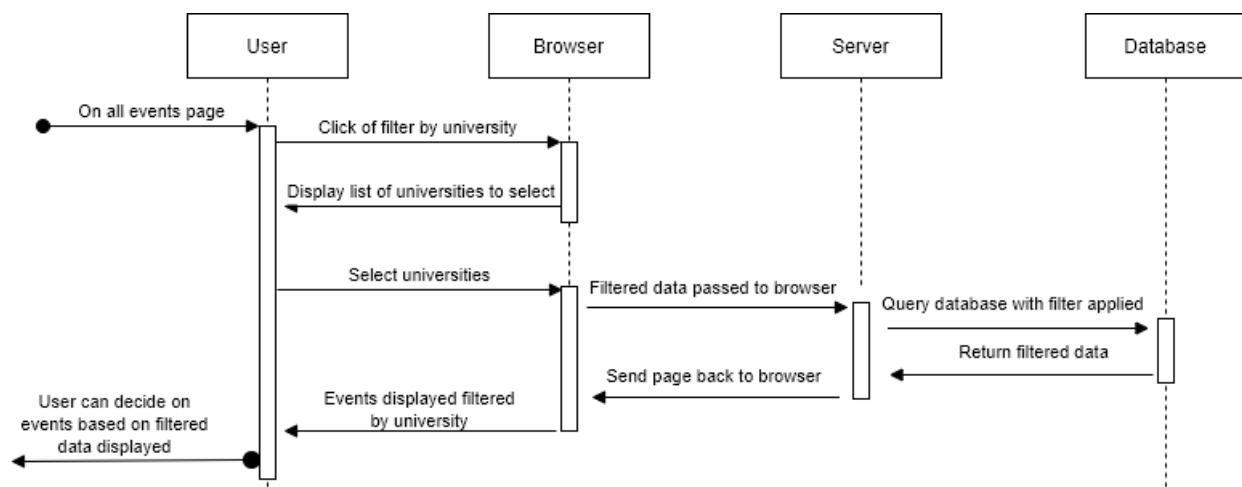 User
Browser
Server
Database
On all events page
Click of filter by university
Display list of universities to select
Select universities
Filtered data passed to browser
Query database with filter applied
Return filtered data
Send page back to browser
Events displayed filtered
by university
User can decide on
events based on filtered
data displayed